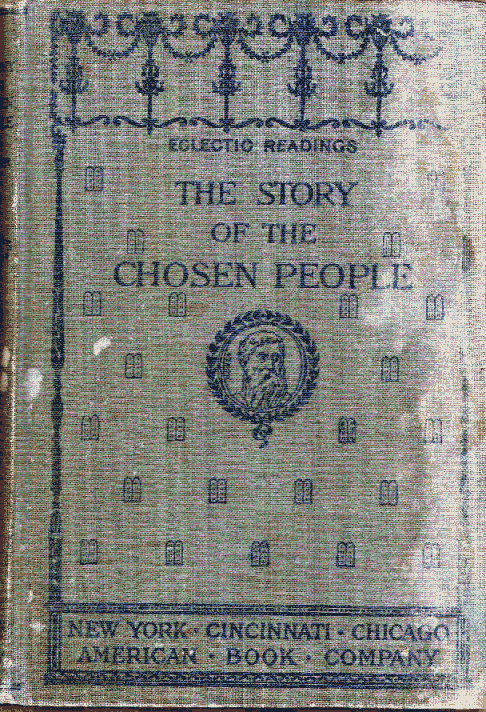 ECLECTIC READINGS
THE STORY
OF THE
CHOSEN PEOPLE
NEW YORK · CINCINNATI · CHICAGO
AMERICAN · BOOK · COMPANY